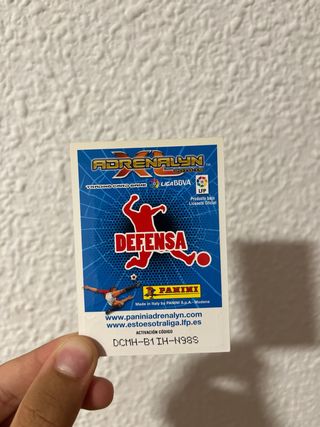 ADRENALYN
XL
TRADING CARD GAME LIGA BBVA
LFP
Producto bajo
Licencia Oficial
DEFENSA
PANINI
Made in Italy by PANINI S.p.A. - Modena
www.paniniadrenalyn.com
www.estoesotraliga.lfp.es
ACTIVACIÓN CÓDIGO
DCMH-B1IH-N98S